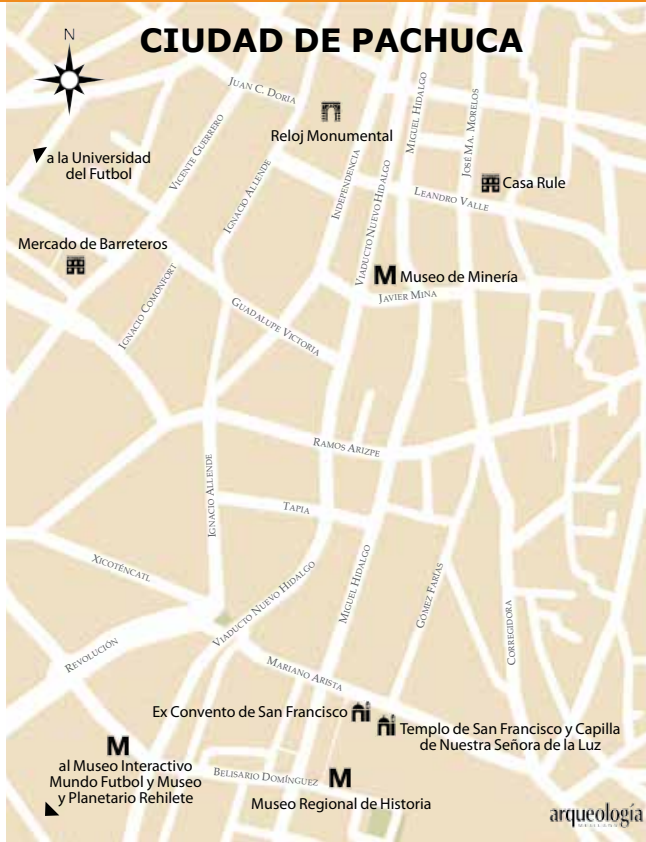 CIUDAD DE PACHUCA
N
JUAN C. DORIA
Reloj Monumental
MIGUEL HIDALGO
JOSÉ MA. MORELOS
a la Universidad
del Futbol
VICENTE GUERRERO
IGNACIO ALLENDE
INDEPENDENCIA
VIADUCTO NUEVO HIDALGO
LEANDRO VALLE
Casa Rule
Mercado de Barreteros
IGNACIO COMONFORT
M Museo de Minería
JAVIER MINA
GUADALUPE VICTORIA
RAMOS ARIZPE
IGNACIO ALLENDE
TAPIA
XICOTÉNCATL
VIADUCTO NUEVO HIDALGO
MIGUEL HIDALGO
GÓMEZ FARÍAS
CORREGIDORA
REVOLUCIÓN
MARIANO ARISTA
Ex Convento de San Francisco
Templo de San Francisco y Capilla
de Nuestra Señora de la Luz
M
al Museo Interactivo
Mundo Futbol y Museo
y Planetario Rehilete
BELISARIO DOMÍNGUEZ
M
Museo Regional de Historia
arqueología